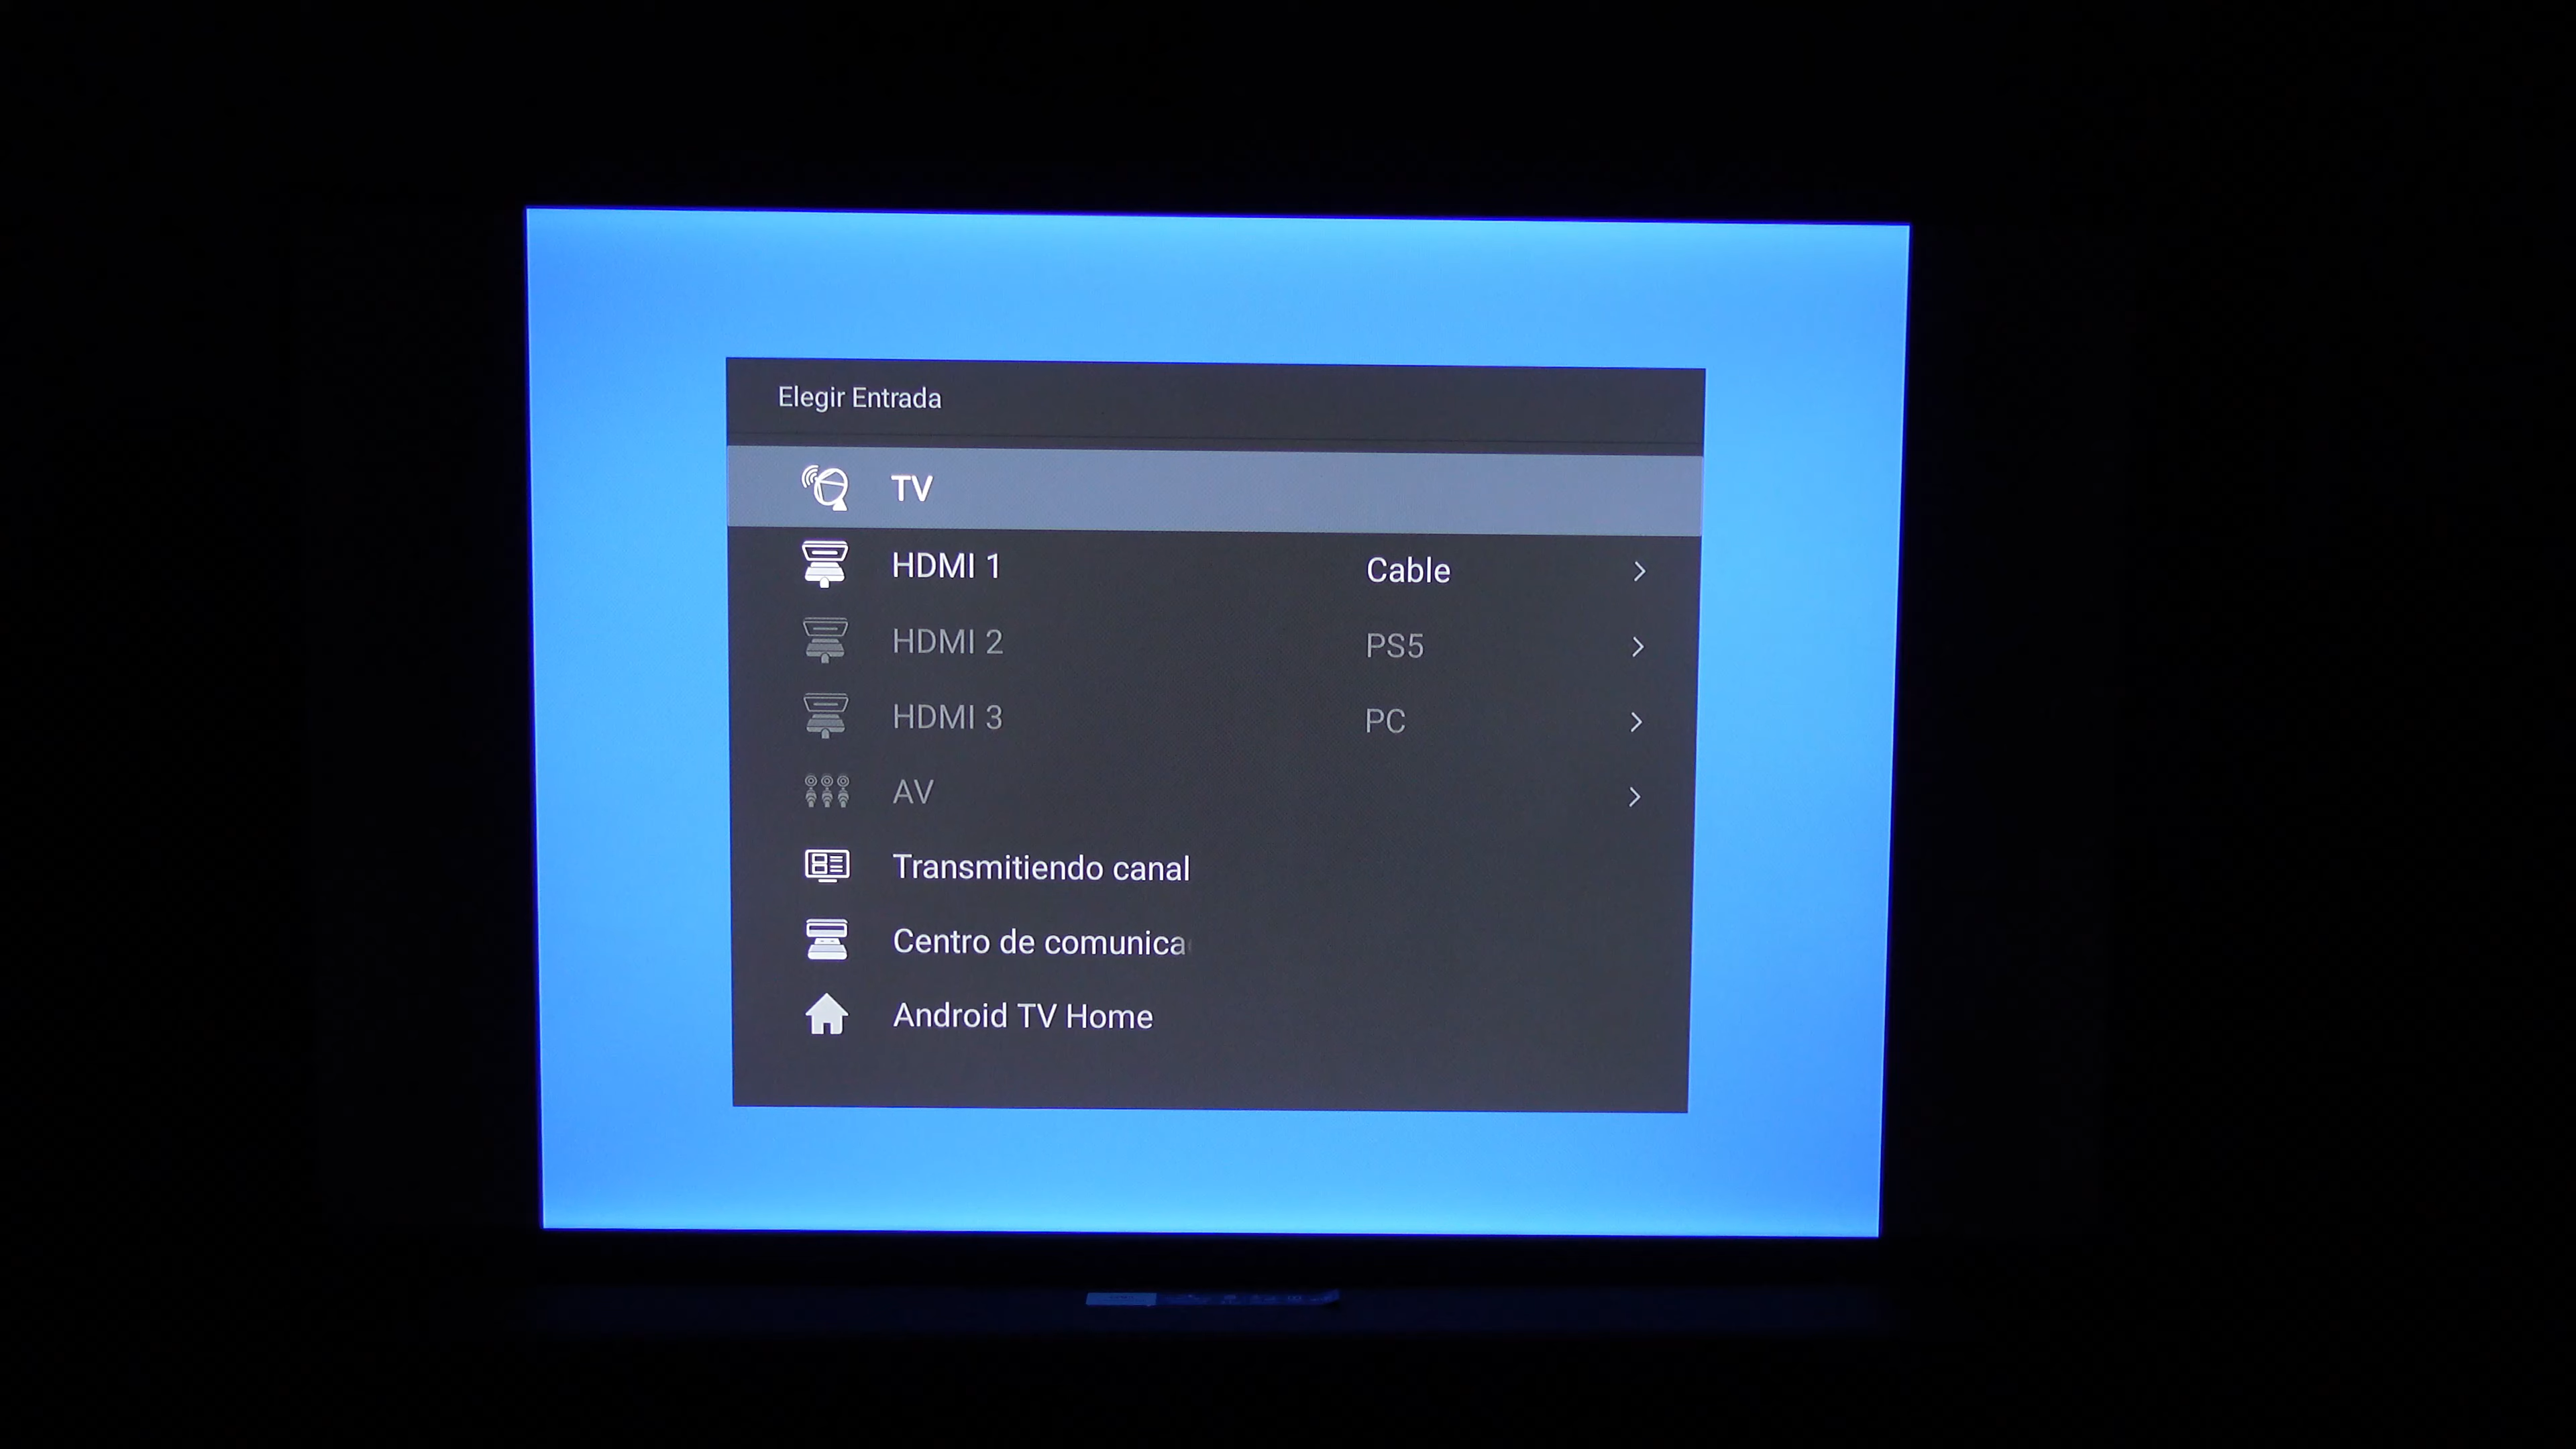 Elegir Entrada
TV
HDMI 1 Cable
HDMI 2 PS5
HDMI 3 PC
AV
Transmitiendo canal
Centro de comunica
Android TV Home